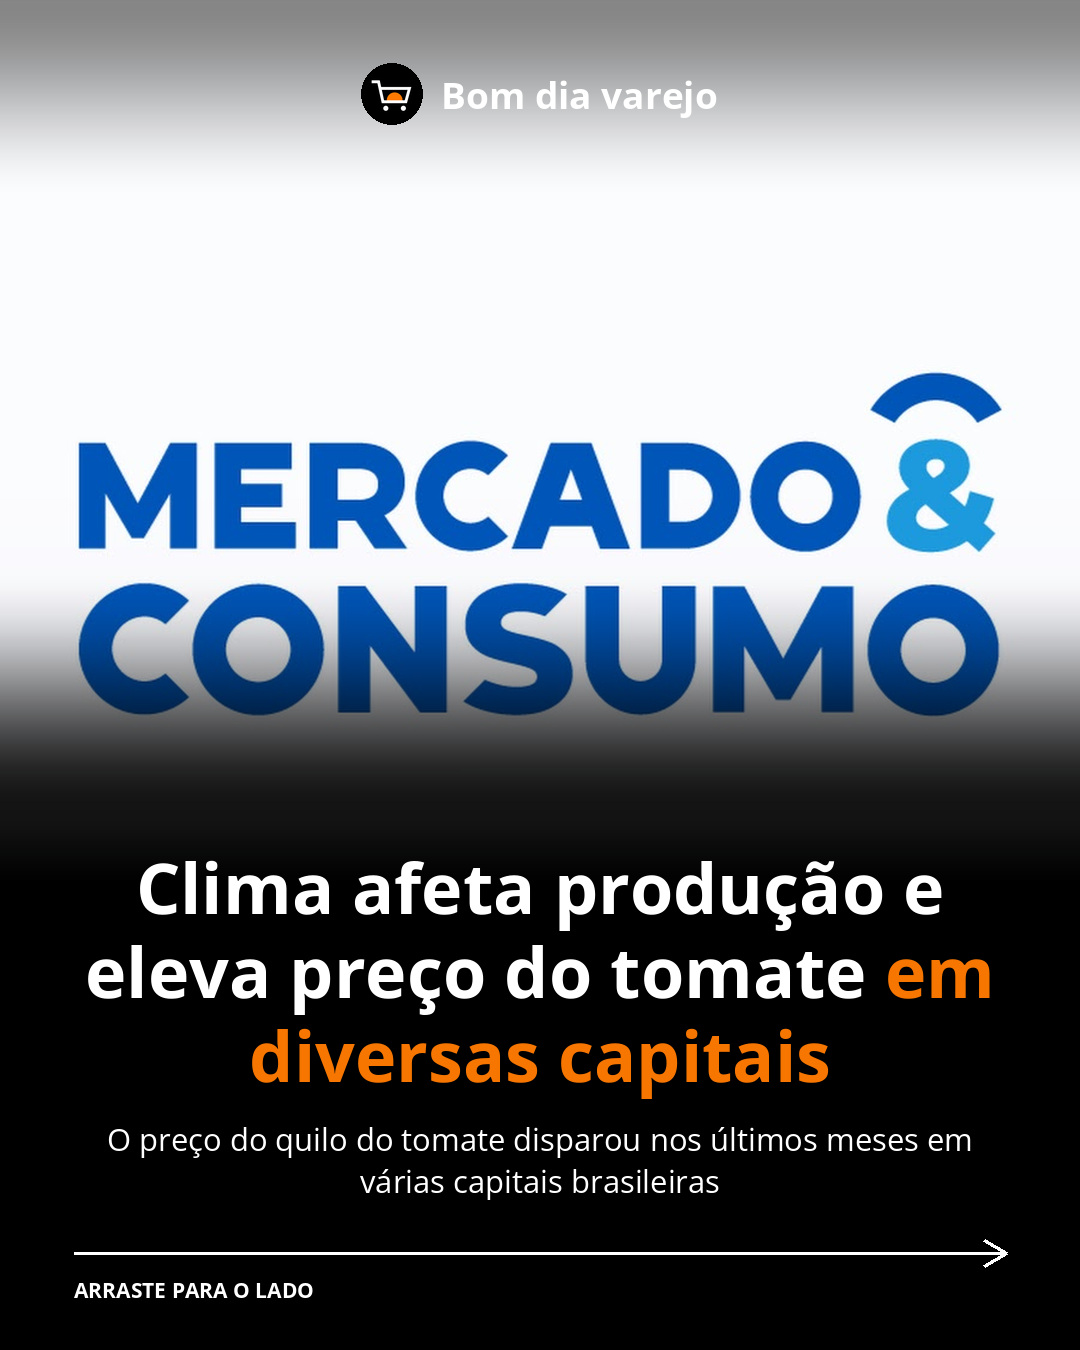 Bom dia varejo
MERCADO &
CONSUMO
Clima afeta produção e
eleva preço do tomate em
diversas capitais
O preço do quilo do tomate disparou nos últimos meses em
várias capitais brasileiras
ARRASTE PARA O LADO